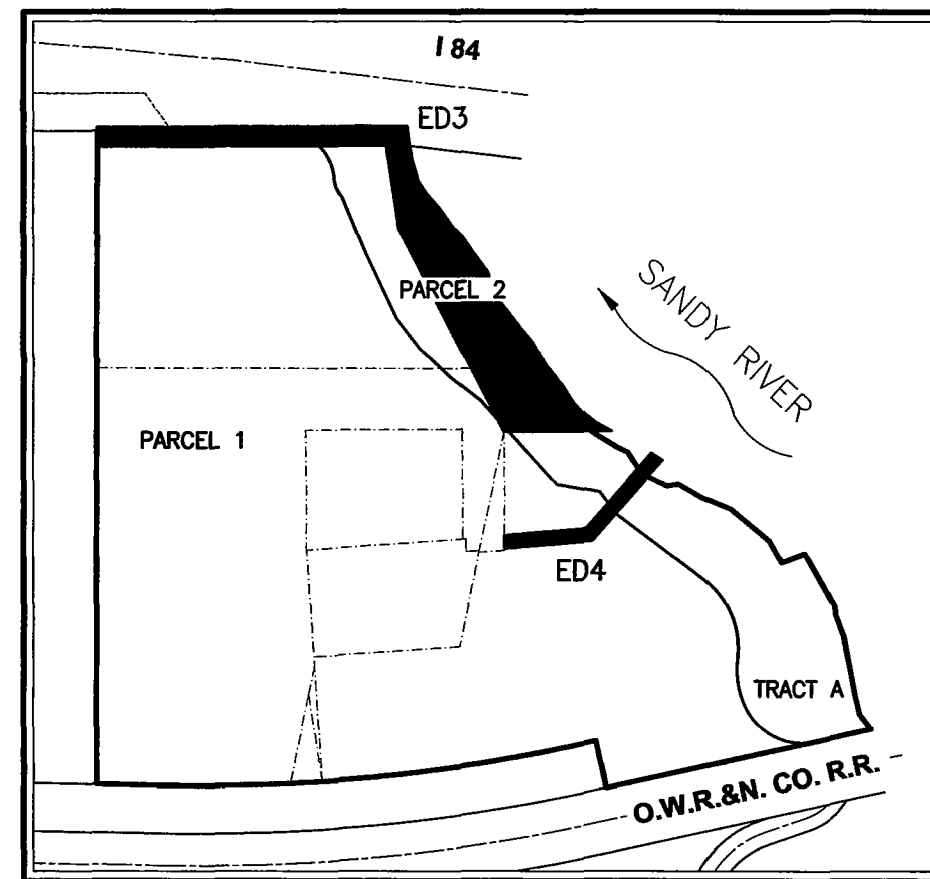 I 84
ED3
PARCEL 2
SANDY RIVER
PARCEL 1
ED4
TRACT A
O.W.R.&N. CO. R.R.